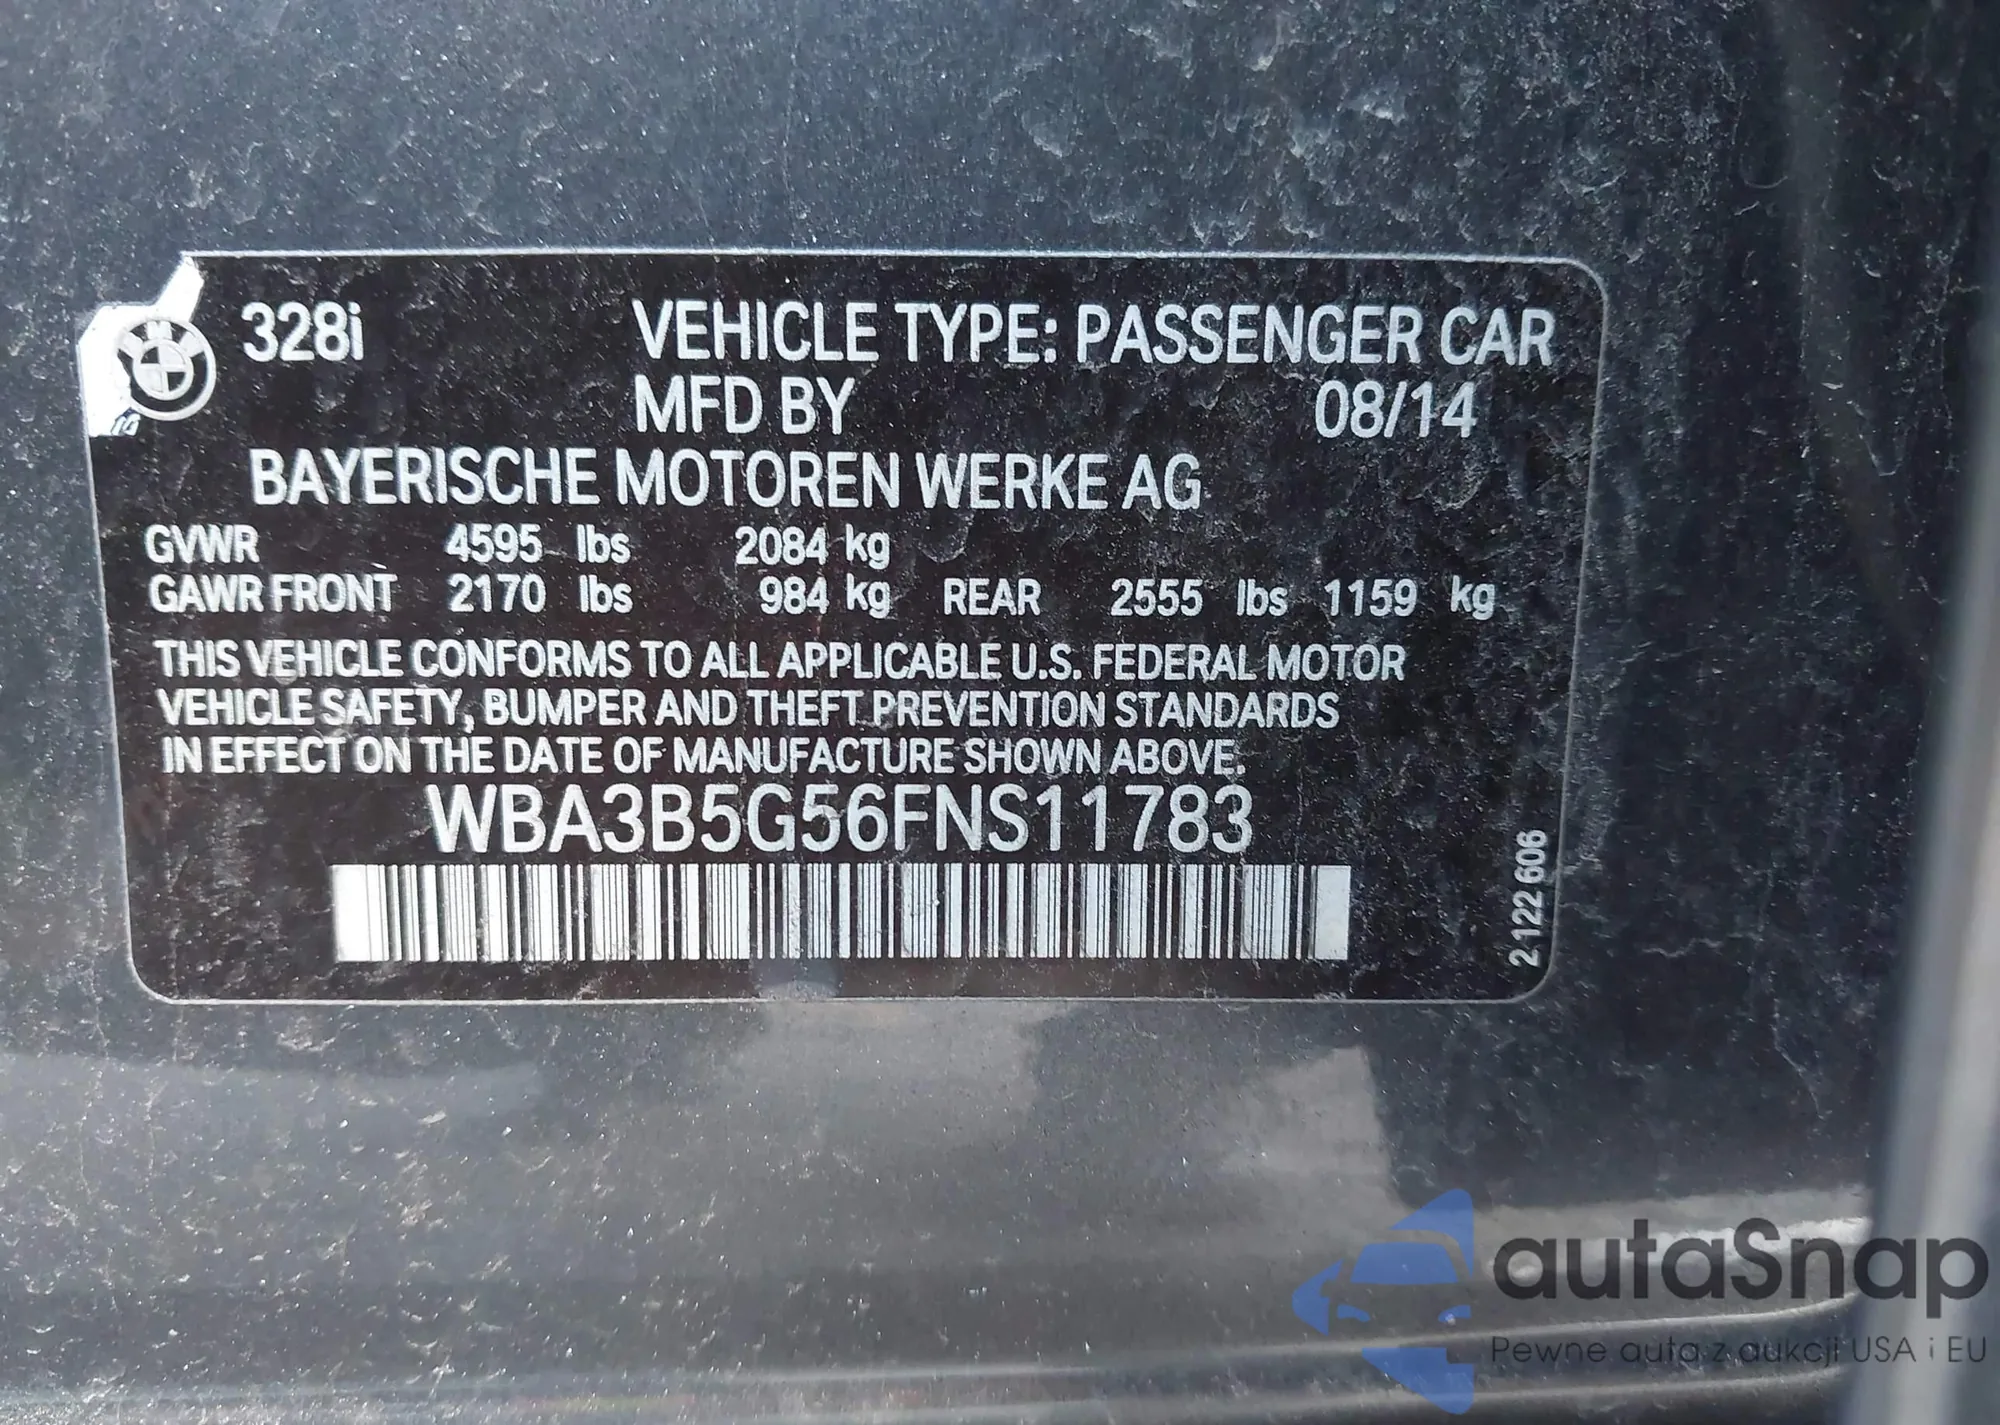 328i VEHICLE TYPE: PASSENGER CAR
MFD BY 08/14
BAYERISCHE MOTOREN WERKE AG
GVWR 4595 lbs 2084 kg
GAWR FRONT 2170 lbs 984 kg REAR 2555 lbs 1159 kg
THIS VEHICLE CONFORMS TO ALL APPLICABLE U.S. FEDERAL MOTOR
VEHICLE SAFETY, BUMPER AND THEFT PREVENTION STANDARDS
IN EFFECT ON THE DATE OF MANUFACTURE SHOWN ABOVE.
WBA3B5G56FNS11783
2 122 606
autaSnap
Pewne auta z aukcji USA i EU